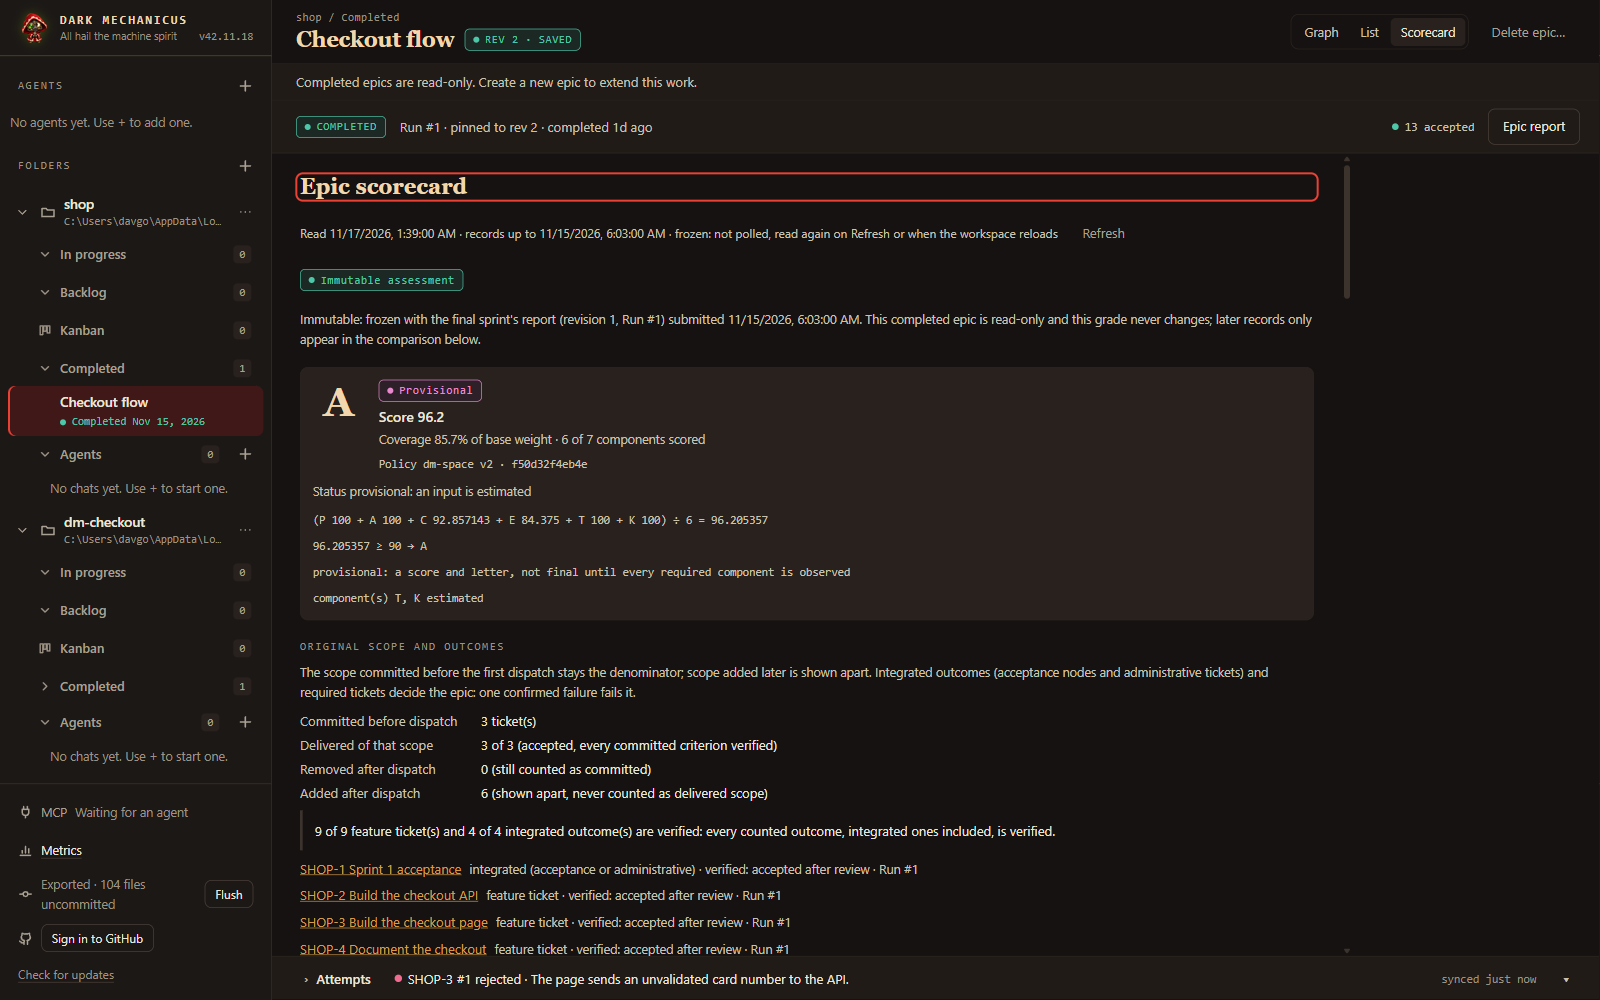 DARK MECHANICUS
All hail the machine spirit v42.11.18
AGENTS
No agents yet. Use + to add one.
FOLDERS
shop
C:\Users\davgo\AppData\Lo…
In progress 0
Backlog 0
Kanban 0
Completed 1
Checkout flow
Completed Nov 15, 2026
Agents 0
No chats yet. Use + to start one.
dm-checkout
C:\Users\davgo\AppData\Lo…
In progress 0
Backlog 0
Kanban 0
Completed 1
Agents 0
No chats yet. Use + to start one.
MCP Waiting for an agent
Metrics
Exported · 104 files
uncommitted
Flush
Sign in to GitHub
Check for updates
shop / Completed
Checkout flow REV 2 · SAVED
Graph List Scorecard Delete epic...
Completed epics are read-only. Create a new epic to extend this work.
COMPLETED Run #1 · pinned to rev 2 · completed 1d ago 13 accepted Epic report
Epic scorecard
Read 11/17/2026, 1:39:00 AM · records up to 11/15/2026, 6:03:00 AM · frozen: not polled, read again on Refresh or when the workspace reloads Refresh
Immutable assessment
Immutable: frozen with the final sprint's report (revision 1, Run #1) submitted 11/15/2026, 6:03:00 AM. This completed epic is read-only and this grade never changes; later records only
appear in the comparison below.
A
Provisional
Score 96.2
Coverage 85.7% of base weight · 6 of 7 components scored
Policy dm-space v2 · f50d32f4eb4e
Status provisional: an input is estimated
(P 100 + A 100 + C 92.857143 + E 84.375 + T 100 + K 100) ÷ 6 = 96.205357
96.205357 ≥ 90 → A
provisional: a score and letter, not final until every required component is observed
component(s) T, K estimated
ORIGINAL SCOPE AND OUTCOMES
The scope committed before the first dispatch stays the denominator; scope added later is shown apart. Integrated outcomes (acceptance nodes and administrative tickets) and
required tickets decide the epic: one confirmed failure fails it.
Committed before dispatch 3 ticket(s)
Delivered of that scope 3 of 3 (accepted, every committed criterion verified)
Removed after dispatch 0 (still counted as committed)
Added after dispatch 6 (shown apart, never counted as delivered scope)
9 of 9 feature ticket(s) and 4 of 4 integrated outcome(s) are verified: every counted outcome, integrated ones included, is verified.
SHOP-1 Sprint 1 acceptance integrated (acceptance or administrative) · verified: accepted after review · Run #1
SHOP-2 Build the checkout API feature ticket · verified: accepted after review · Run #1
SHOP-3 Build the checkout page feature ticket · verified: accepted after review · Run #1
SHOP-4 Document the checkout feature ticket · verified: accepted after review · Run #1
Attempts SHOP-3 #1 rejected · The page sends an unvalidated card number to the API. synced just now